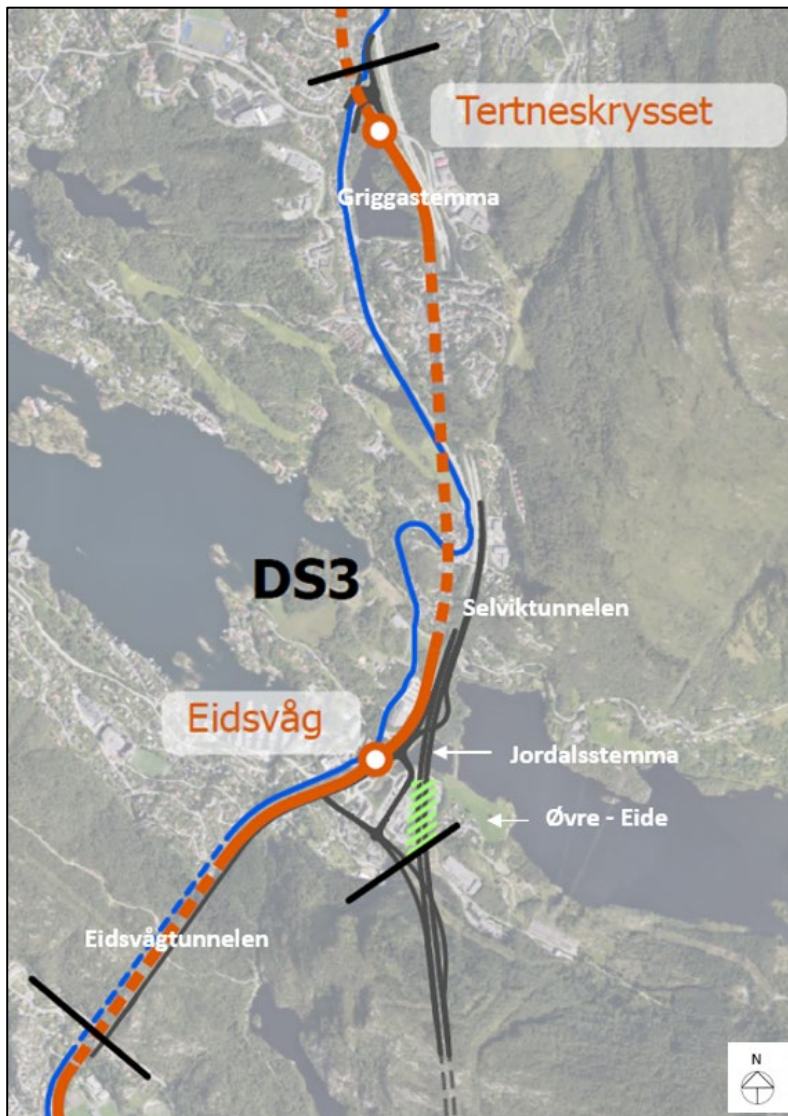 Tertneskrysset
Griggastemma
DS3
Selviktunnelen
Eidsvåg
Jordalsstemma
Øvre - Eide
Eidsvågtunnelen
N